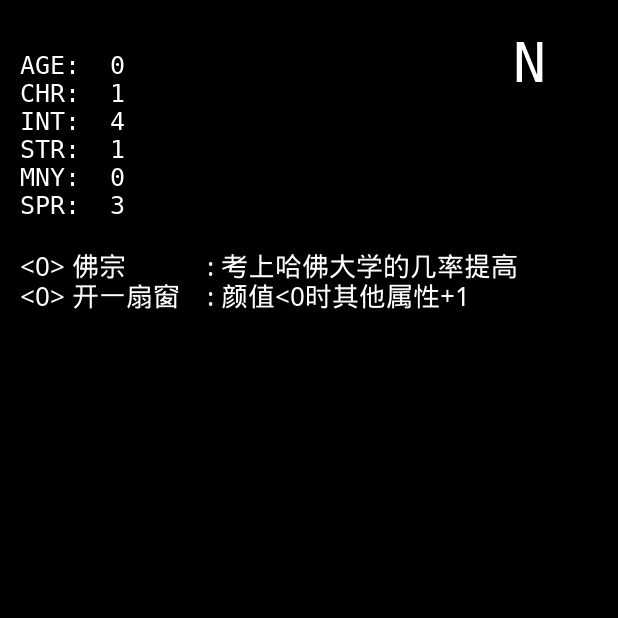 N
AGE: 0
CHR: 1
INT: 4
STR: 1
MNY: 0
SPR: 3
<0> 佛宗 : 考上哈佛大学的几率提高
<0> 开一扇窗 : 颜值<0时其他属性+1